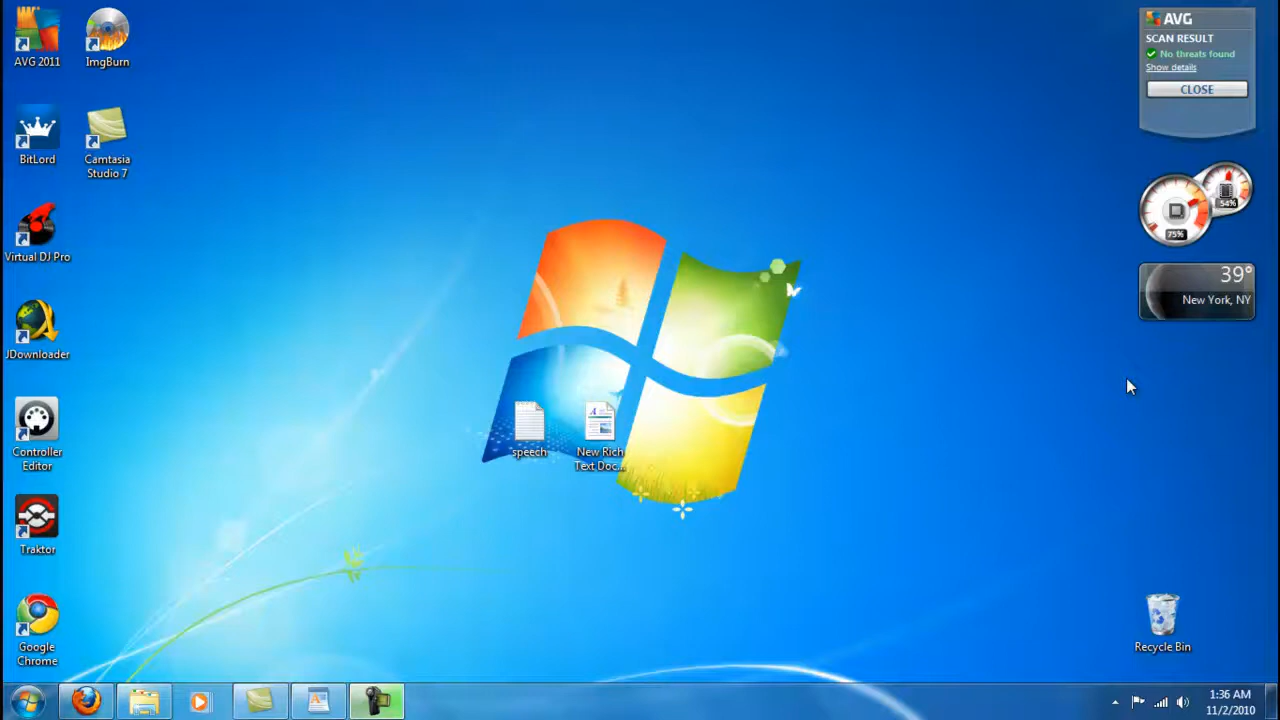 AVG 2011
ImgBurn
BitLord
Camtasia
Studio 7
Virtual DJ Pro
JDownloader
Controller
Editor
Traktor
Google
Chrome
speech
New Rich
Text Doc...
AVG
SCAN RESULT
No threats found
Show details
CLOSE
54%
75%
39°
New York, NY
Recycle Bin
1:36 AM
11/2/2010